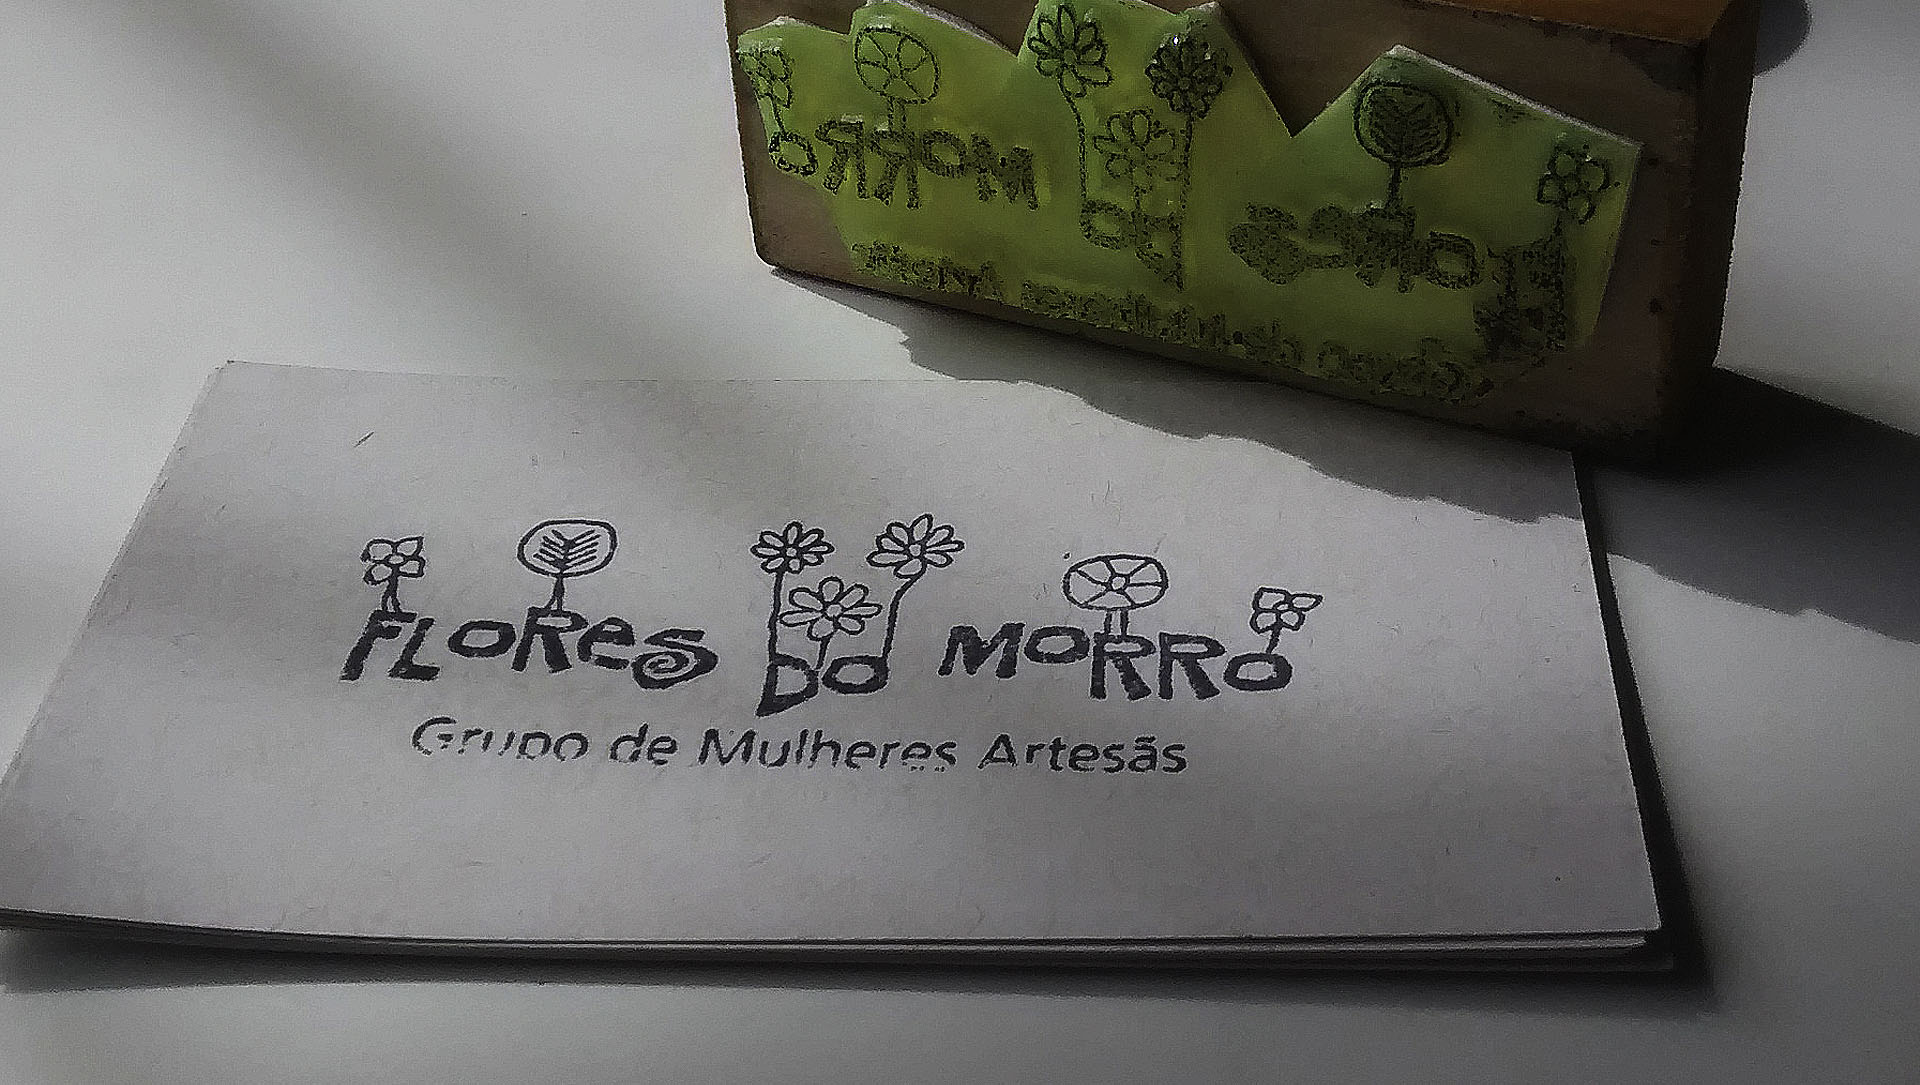 FLOReS DO MORRO
Grupo de Mulheres Artesãs